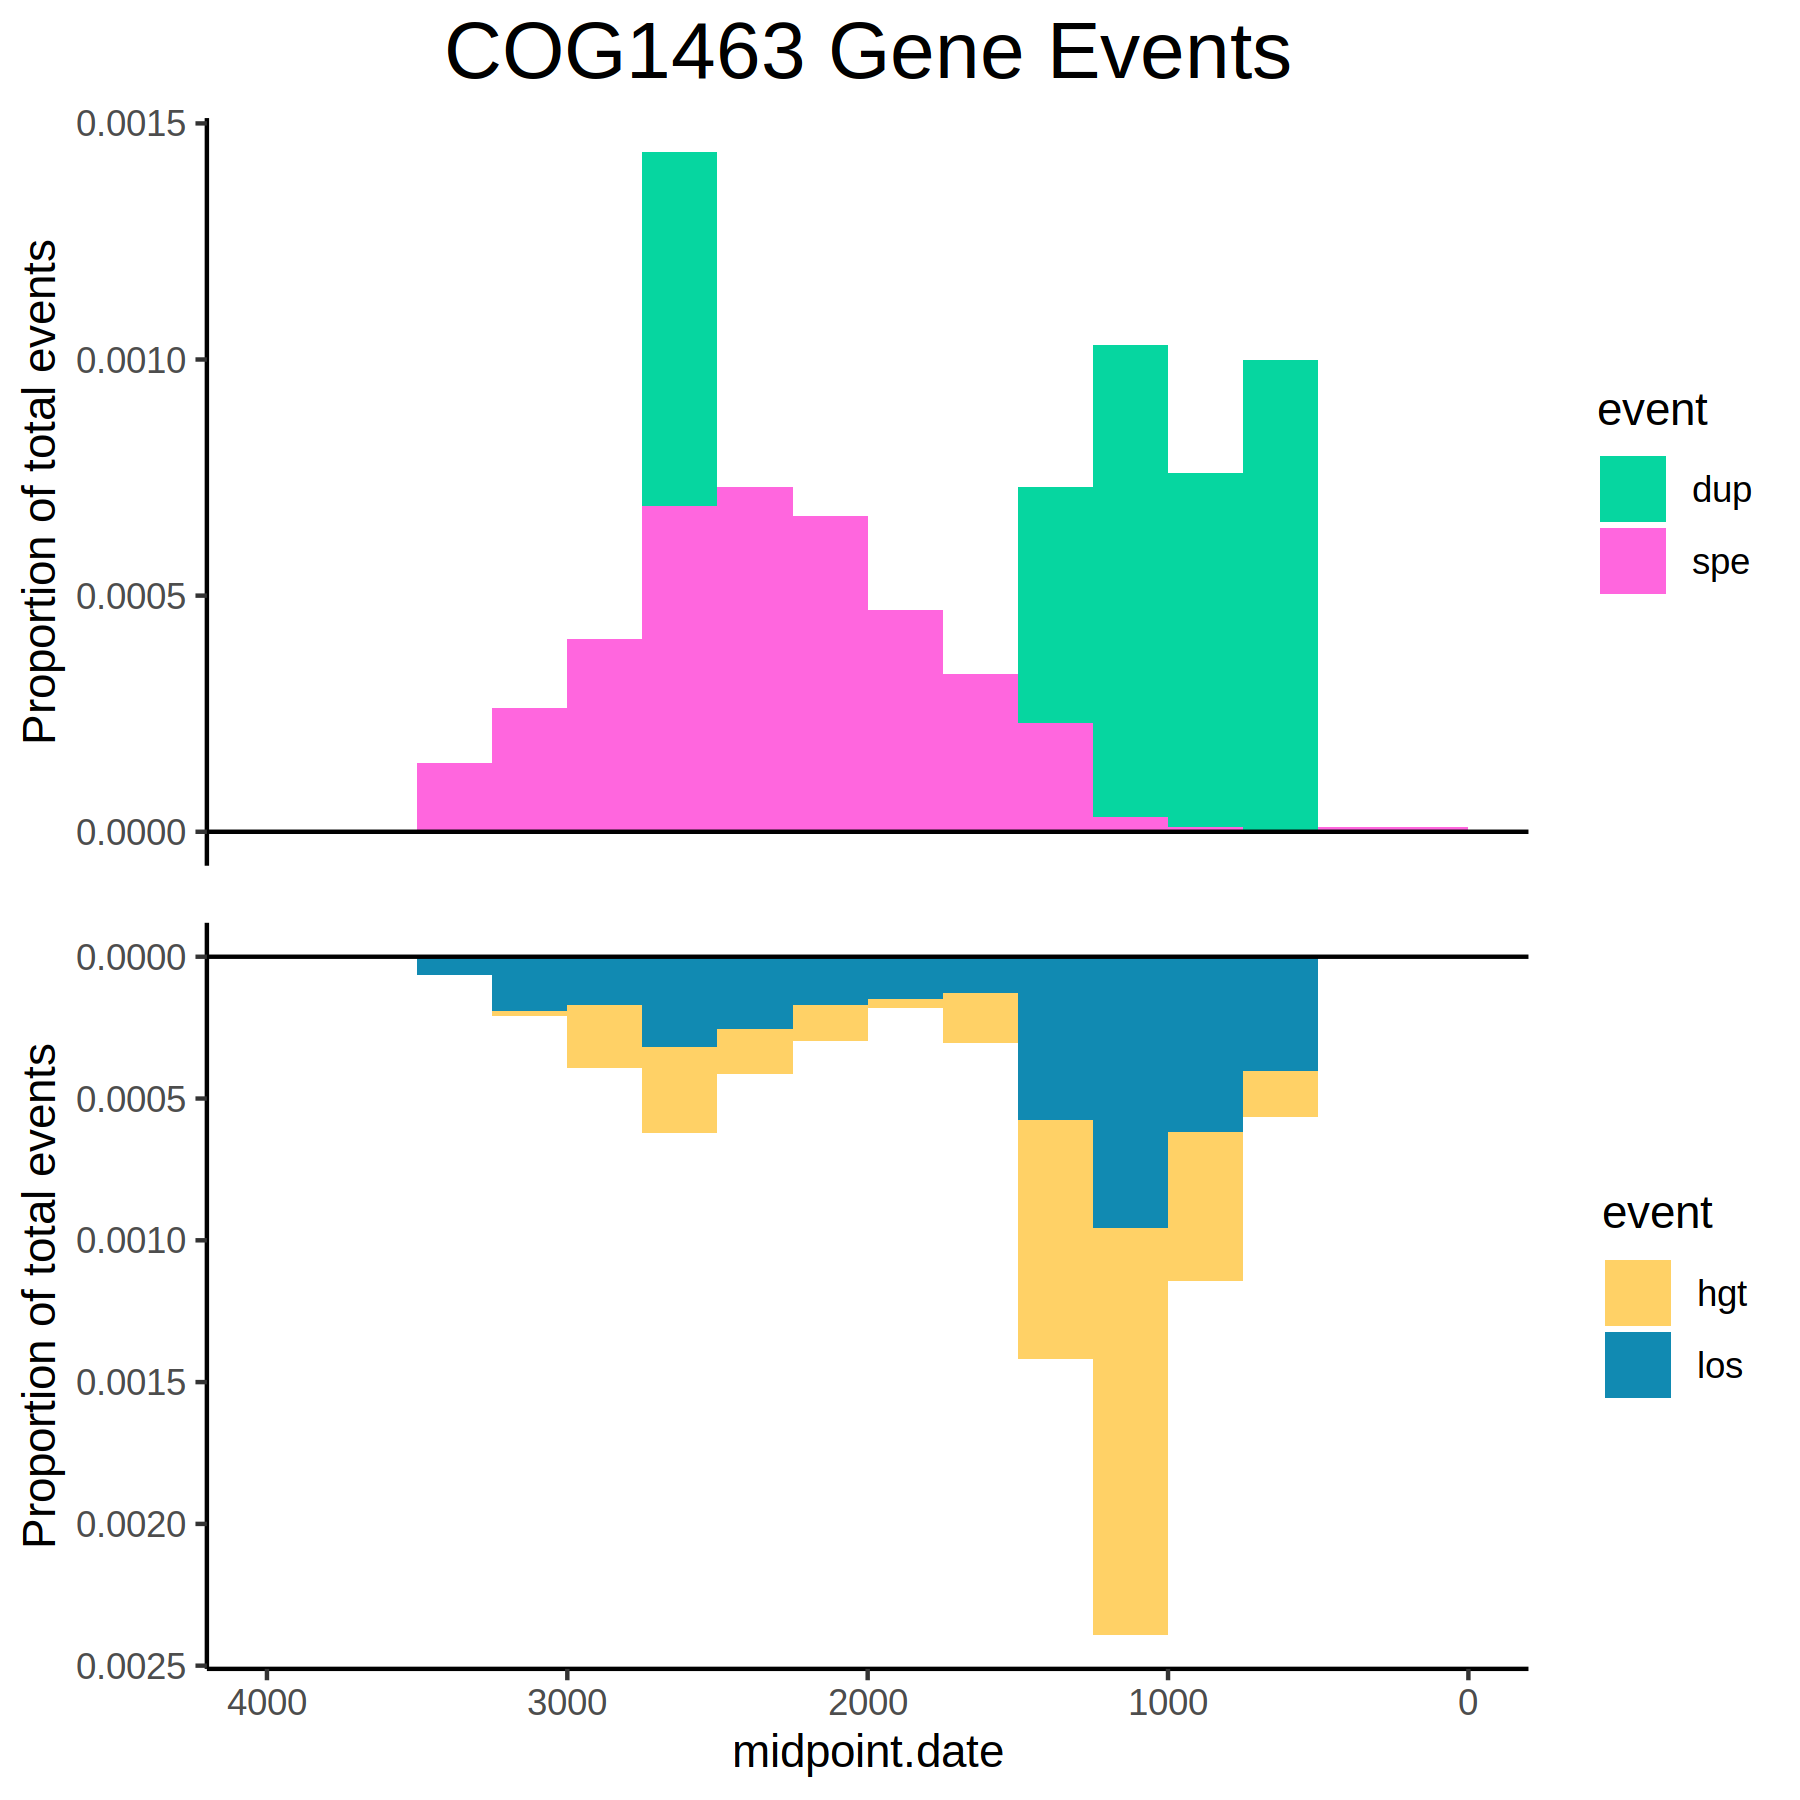 COG1463 Gene Events
Proportion of total events
0.0015
0.0010
0.0005
0.0000
event
dup
spe
Proportion of total events
0.0000
0.0005
0.0010
0.0015
0.0020
0.0025
event
hgt
los
4000 3000 2000 1000 0
midpoint.date